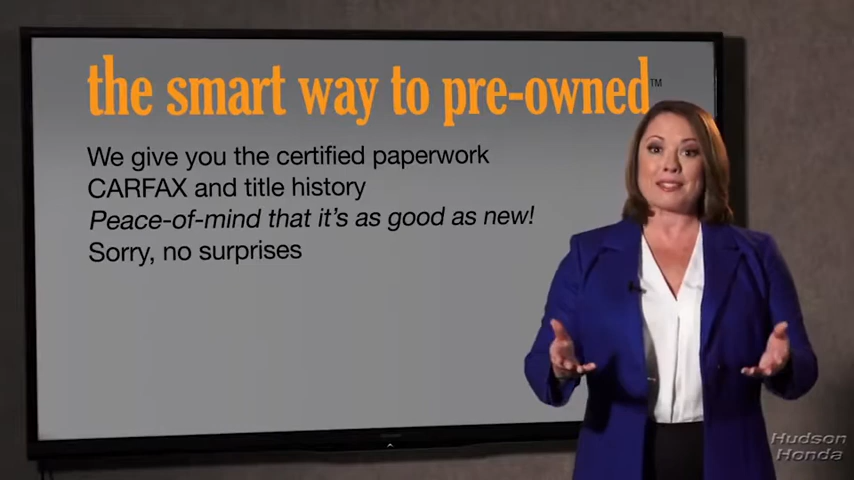 the smart way to pre-owned™
We give you the certified paperwork
CARFAX and title history
Peace-of-mind that it's as good as new!
Sorry, no surprises
Hudson
Honda